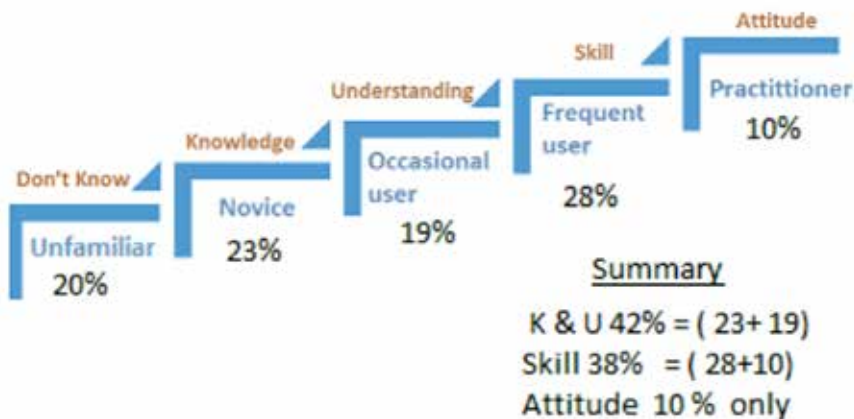 Don't Know
Unfamiliar
20%
Knowledge
Novice
23%
Understanding
Occasional
user
19%
Skill
Frequent
user
28%
Attitude
Practittioner
10%
Summary
K & U 42% = ( 23+ 19)
Skill 38% = ( 28+10)
Attitude 10 % only